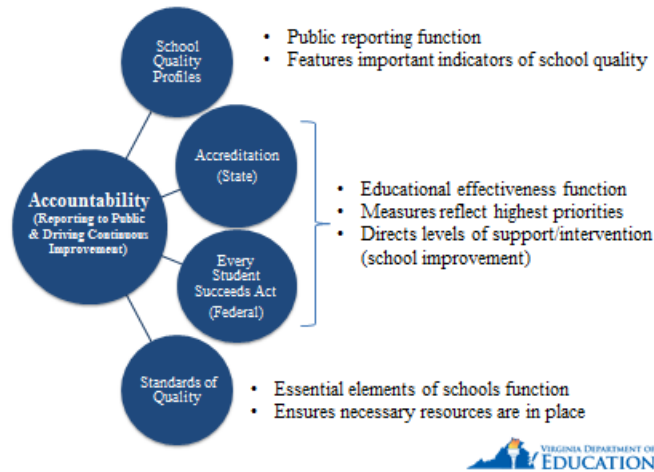 School
Quality
Profiles
• Public reporting function
• Features important indicators of school quality
Accreditation
(State)
Accountability
(Reporting to Public
& Driving Continuous
Improvement)
• Educational effectiveness function
• Measures reflect highest priorities
• Directs levels of support/intervention
(school improvement)
Every
Student
Succeeds Act
(Federal)
Standards of
Quality
• Essential elements of schools function
• Ensures necessary resources are in place
VIRGINIA DEPARTMENT OF
EDUCATION